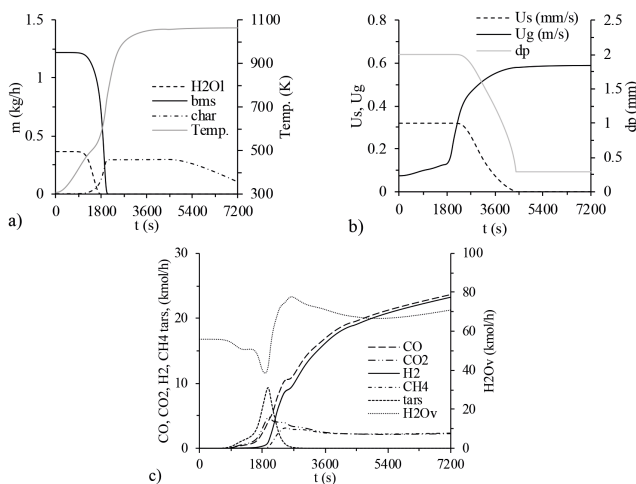 a)
m (kg/h)
1.5
1
0.5
0
H2Ol
bms
char
Temp.
1100
900
700
500
300
Temp. (K)
0 1800 3600 5400 7200
t (s)
b)
Us, Ug
0.8
0.6
0.4
0.2
0
Us (mm/s)
Ug (m/s)
dp
3
2.5
2
1.5
1
0.5
0
dp (mm)
0 1800 3600 5400 7200
t (s)
CO, CO2, H2, CH4 tars, (kmol/h)
30
20
10
0
CO
CO2
H2
CH4
tars
H2Ov
100
80
60
40
20
0
H2Ov (kmol/h)
0 1800 3600 5400 7200
c)
t (s)